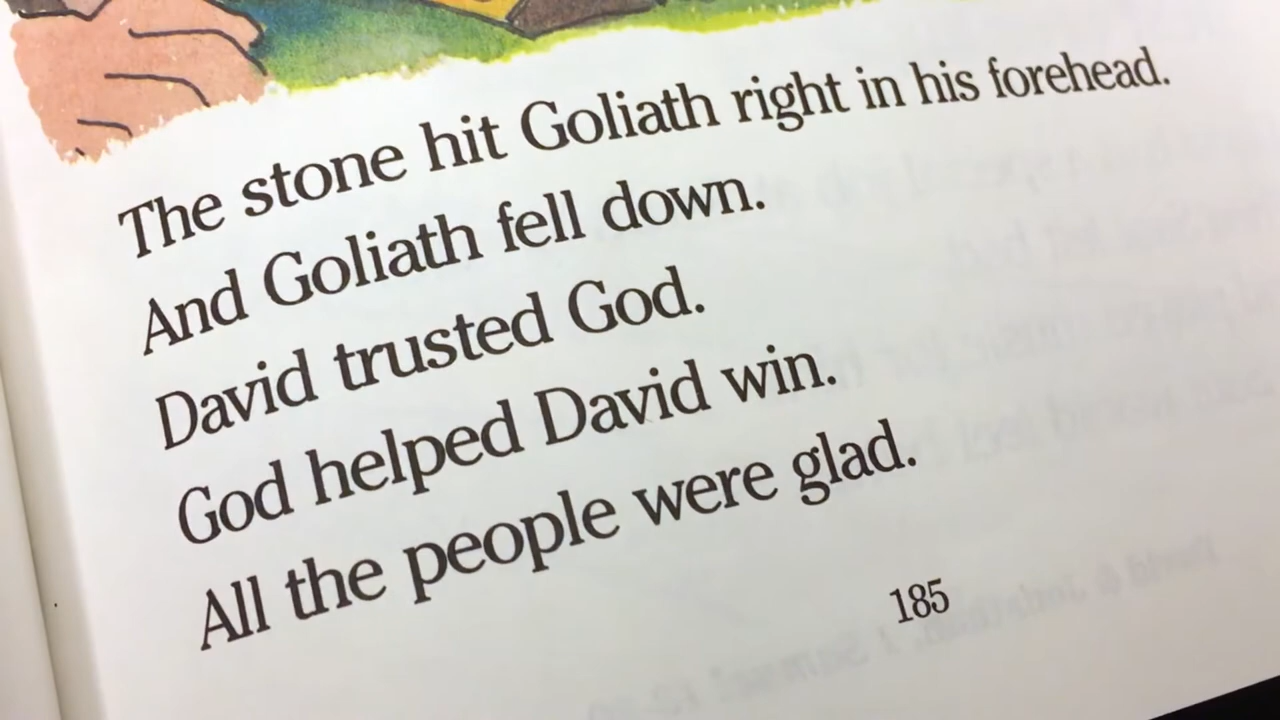 The stone hit Goliath right in his forehead.
And Goliath fell down.
David trusted God.
God helped David win.
All the people were glad.
185